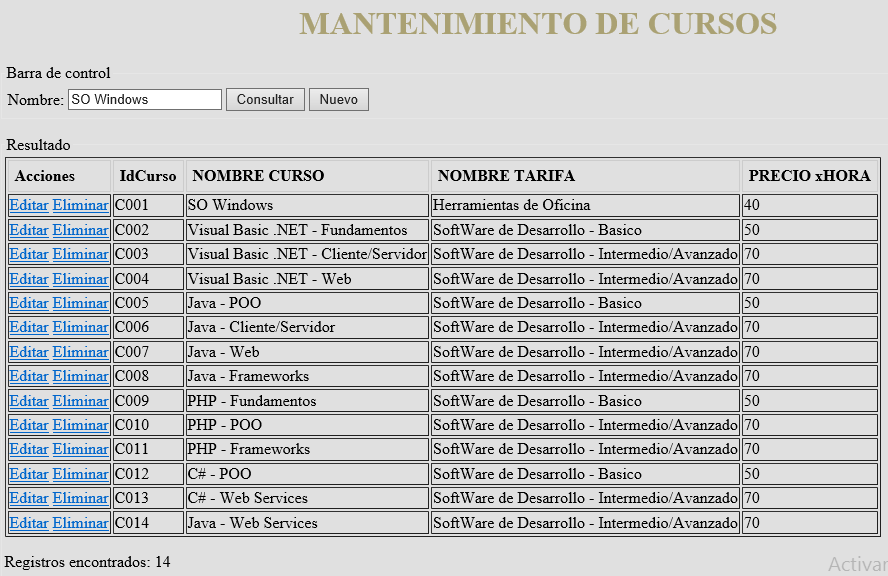 MANTENIMIENTO DE CURSOS
Barra de control
Nombre: SO Windows Consultar Nuevo
Resultado
Acciones IdCurso NOMBRE CURSO NOMBRE TARIFA PRECIO xHORA
Editar Eliminar C001 SO Windows Herramientas de Oficina 40
Editar Eliminar C002 Visual Basic .NET - Fundamentos SoftWare de Desarrollo - Basico 50
Editar Eliminar C003 Visual Basic .NET - Cliente/Servidor SoftWare de Desarrollo - Intermedio/Avanzado 70
Editar Eliminar C004 Visual Basic .NET - Web SoftWare de Desarrollo - Intermedio/Avanzado 70
Editar Eliminar C005 Java - POO SoftWare de Desarrollo - Basico 50
Editar Eliminar C006 Java - Cliente/Servidor SoftWare de Desarrollo - Intermedio/Avanzado 70
Editar Eliminar C007 Java - Web SoftWare de Desarrollo - Intermedio/Avanzado 70
Editar Eliminar C008 Java - Frameworks SoftWare de Desarrollo - Intermedio/Avanzado 70
Editar Eliminar C009 PHP - Fundamentos SoftWare de Desarrollo - Basico 50
Editar Eliminar C010 PHP - POO SoftWare de Desarrollo - Intermedio/Avanzado 70
Editar Eliminar C011 PHP - Frameworks SoftWare de Desarrollo - Intermedio/Avanzado 70
Editar Eliminar C012 C# - POO SoftWare de Desarrollo - Basico 50
Editar Eliminar C013 C# - Web Services SoftWare de Desarrollo - Intermedio/Avanzado 70
Editar Eliminar C014 Java - Web Services SoftWare de Desarrollo - Intermedio/Avanzado 70
Registros encontrados: 14
Activar